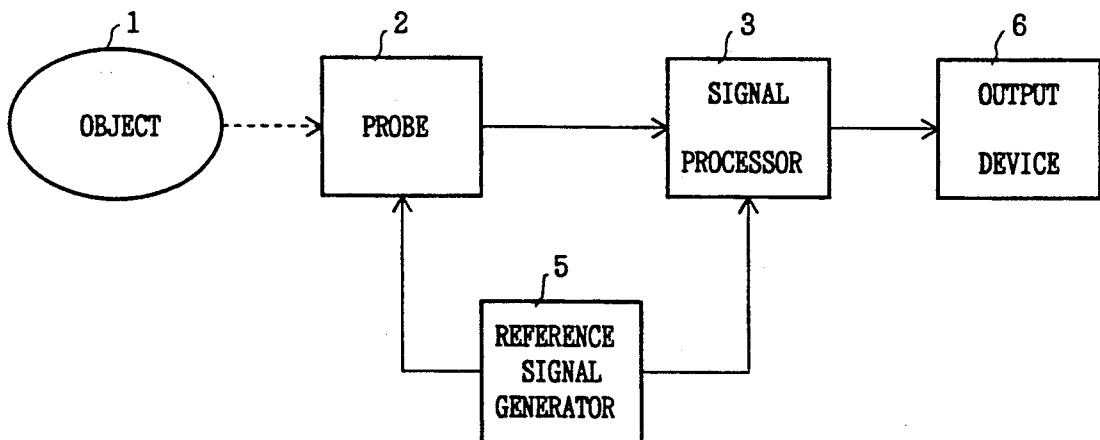 1
2
3
6
OBJECT
PROBE
SIGNAL
PROCESSOR
OUTPUT
DEVICE
5
REFERENCE
SIGNAL
GENERATOR